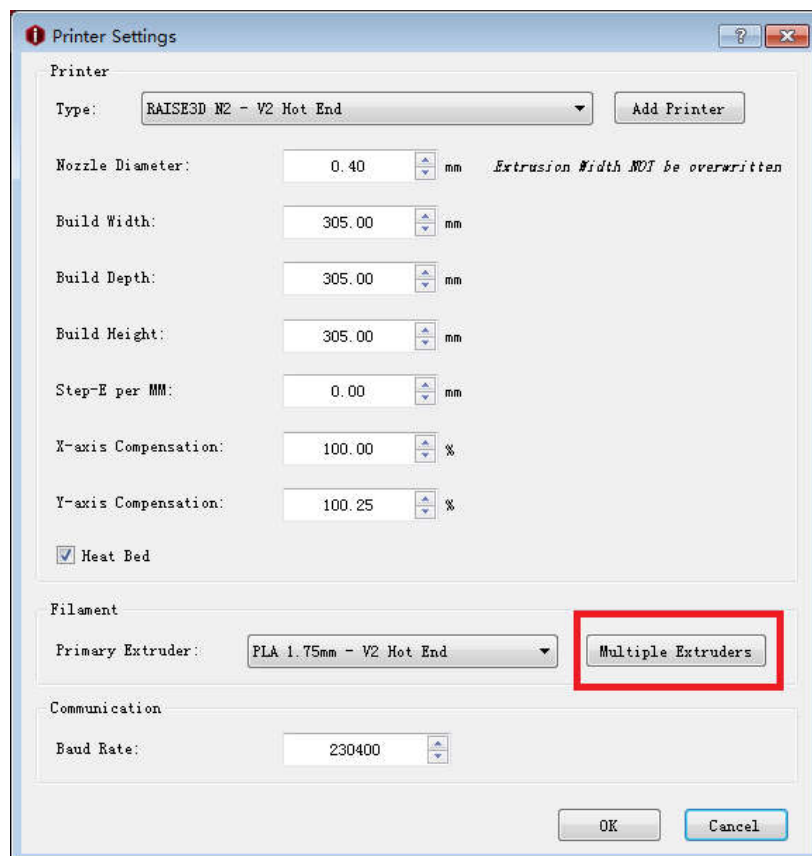 Printer Settings
Printer
Type: RAISE3D N2 - V2 Hot End Add Printer
Nozzle Diameter: 0.40 mm Extrusion Width NOT be overwritten
Build Width: 305.00 mm
Build Depth: 305.00 mm
Build Height: 305.00 mm
Step-E per MM: 0.00 mm
X-axis Compensation: 100.00 %
Y-axis Compensation: 100.25 %
Heat Bed
Filament
Primary Extruder: PLA 1.75mm - V2 Hot End Multiple Extruders
Communication
Baud Rate: 230400
OK Cancel